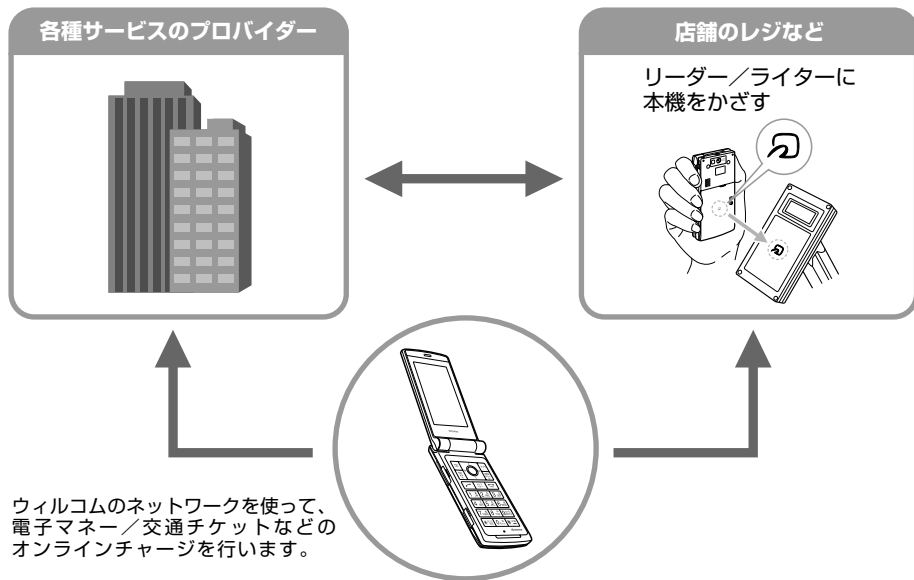 各種サービスのプロバイダー
店舗のレジなど
リーダー／ライターに
本機をかざす
ウィルコムのネットワークを使って、
電子マネー／交通チケットなどの
オンラインチャージを行います。